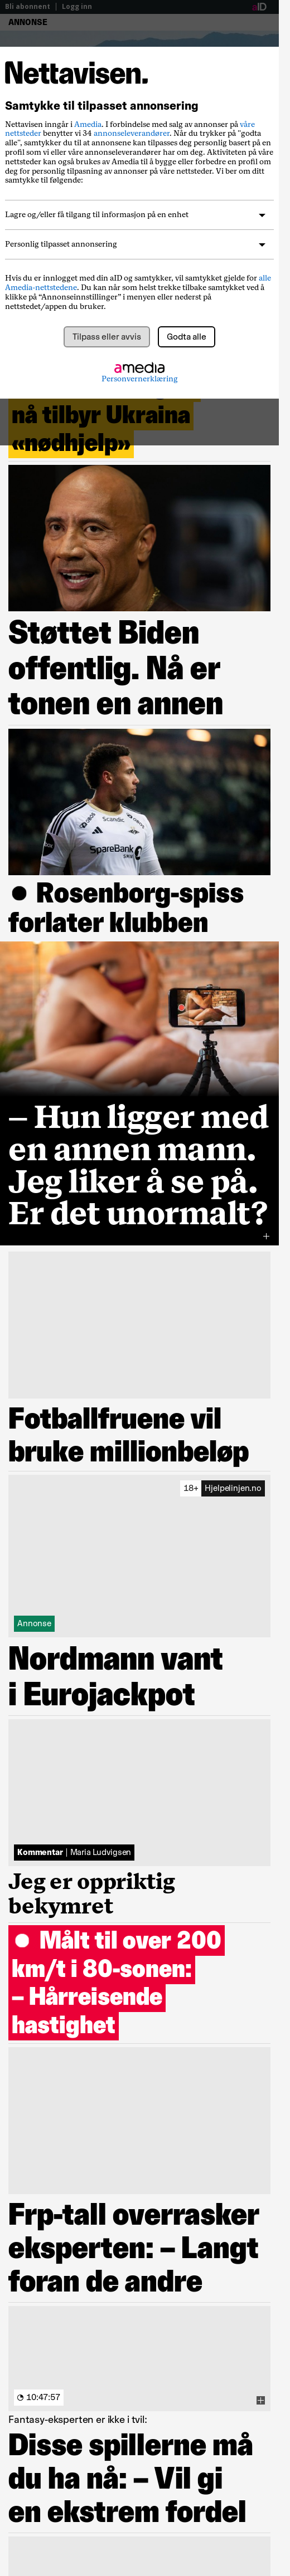 Bli abonnent | Logg inn
aID
ANNONSE
Nettavisen.
Samtykke til tilpasset annonsering
Nettavisen inngår i Amedia. I forbindelse med salg av annonser på våre
nettsteder benytter vi 34 annonseleverandører. Når du trykker på "godta
alle", samtykker du til at annonsene kan tilpasses deg personlig basert på en
profil som vi eller våre annonseleverandører har om deg. Aktiviteten på våre
nettsteder kan også brukes av Amedia til å bygge eller forbedre en profil om
deg for personlig tilpasning av annonser på våre nettsteder. Vi ber om ditt
samtykke til følgende:
Lagre og/eller få tilgang til informasjon på en enhet
Personlig tilpasset annonsering
Hvis du er innlogget med din aID og samtykker, vil samtykket gjelde for alle
Amedia-nettstedene. Du kan når som helst trekke samtykket ved å
klikke på “Annonseinnstillinger” i menyen eller nederst på
nettstedet/appen du bruker.
Tilpass eller avvis
Godta alle
amedia
Personvernerklæring
nå tilbyr Ukraina
«nødhjelp»
Støttet Biden
offentlig. Nå er
tonen en annen
Scandic
SpareBank
● Rosenborg-spiss
forlater klubben
– Hun ligger med
en annen mann.
Jeg liker å se på.
Er det unormalt?
Fotballfruene vil
bruke millionbeløp
18+ Hjelpelinjen.no
Annonse
Nordmann vant
i Eurojackpot
Kommentar | Maria Ludvigsen
Jeg er oppriktig
bekymret
● Målt til over 200
km/t i 80-sonen:
– Hårreisende
hastighet
Frp-tall overrasker
eksperten: – Langt
foran de andre
10:47:57
Fantasy-eksperten er ikke i tvil:
Disse spillerne må
du ha nå: – Vil gi
en ekstrem fordel